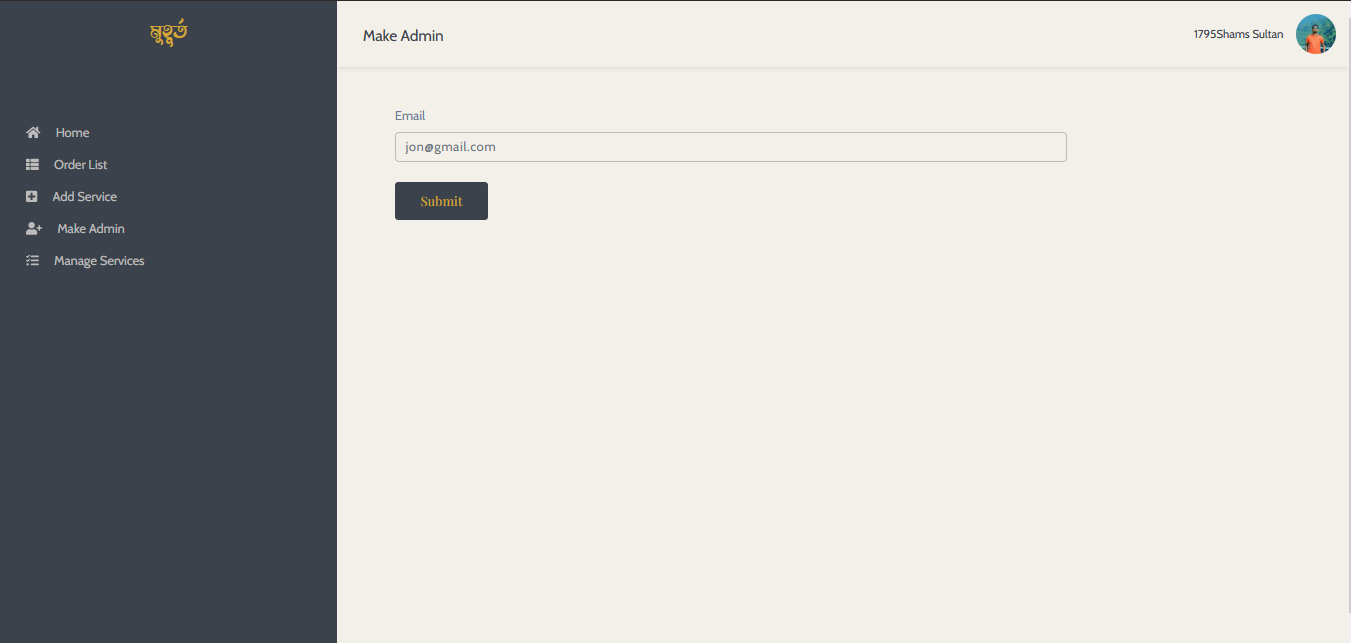 মুহূর্ত
Make Admin
1795Shams Sultan
Home
Order List
Add Service
Make Admin
Manage Services
Email
jon@gmail.com
Submit